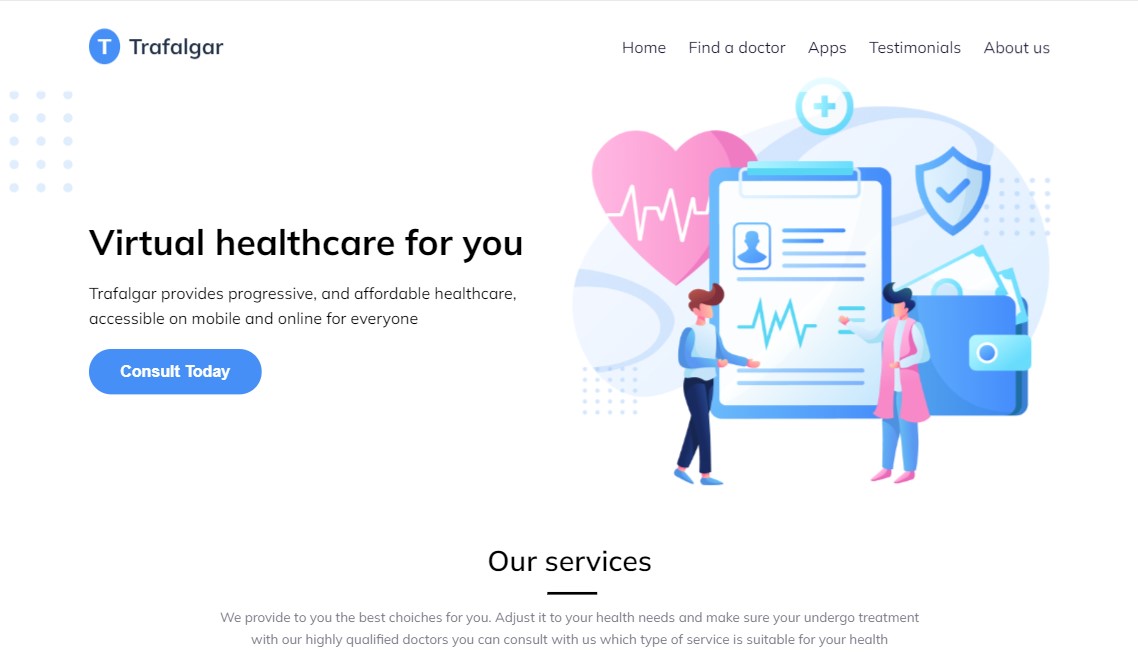 T Trafalgar
Home Find a doctor Apps Testimonials About us
Virtual healthcare for you
Trafalgar provides progressive, and affordable healthcare,
accessible on mobile and online for everyone
Consult Today
Our services
We provide to you the best choiches for you. Adjust it to your health needs and make sure your undergo treatment
with our highly qualified doctors you can consult with us which type of service is suitable for your health